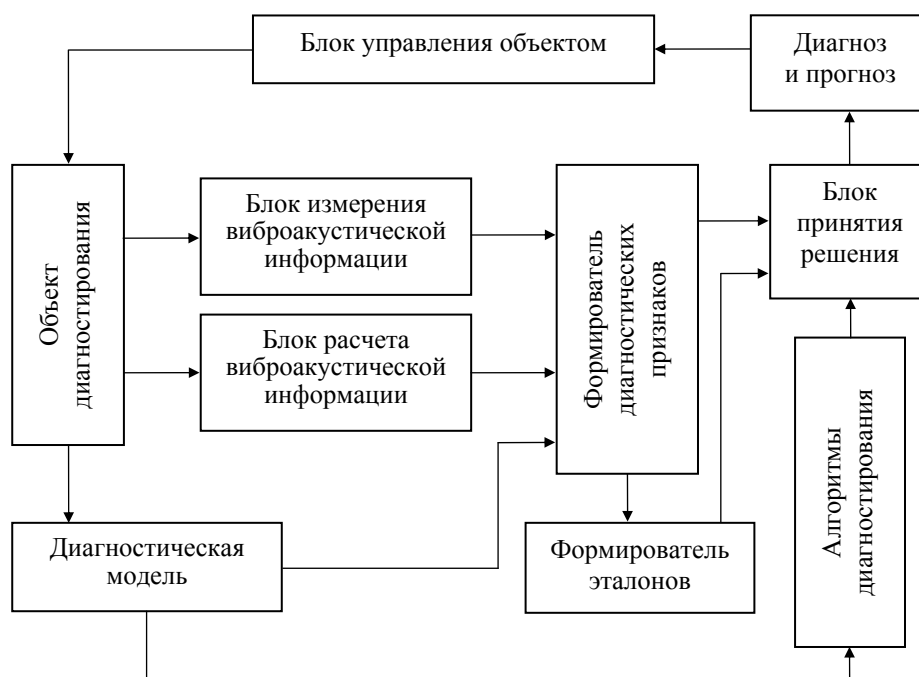 Блок управления объектом
Диагноз
и прогноз
Объект
диагностирования
Блок измерения
виброакустической
информации
Блок расчета
виброакустической
информации
Формирователь
диагностических
признаков
Блок
принятия
решения
Диагностическая
модель
Формирователь
эталонов
Алгоритмы
диагностирования